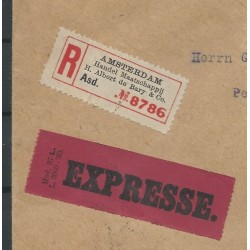 AMSTERDAM
Handel Maatschappij
H. Albert de Bary & Co.
R Asd. № 8786
Herrn G
EXPRESSE.